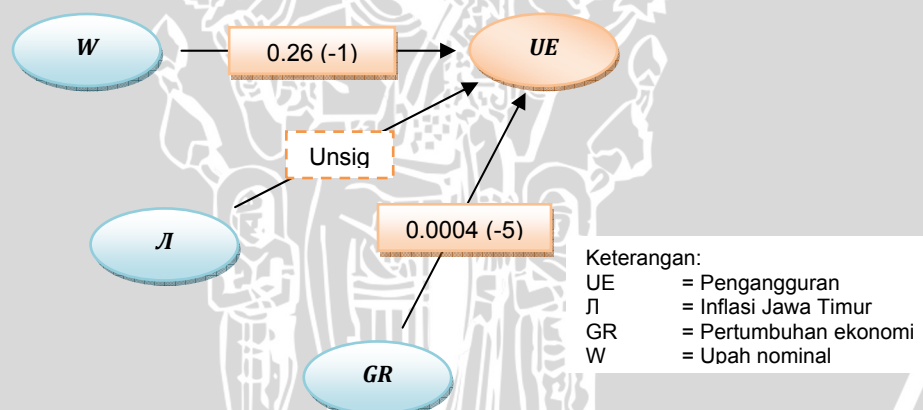 W
0.26 (-1)
UE
Unsig
Л
0.0004 (-5)
GR
Keterangan:
UE = Pengangguran
Л = Inflasi Jawa Timur
GR = Pertumbuhan ekonomi
W = Upah nominal